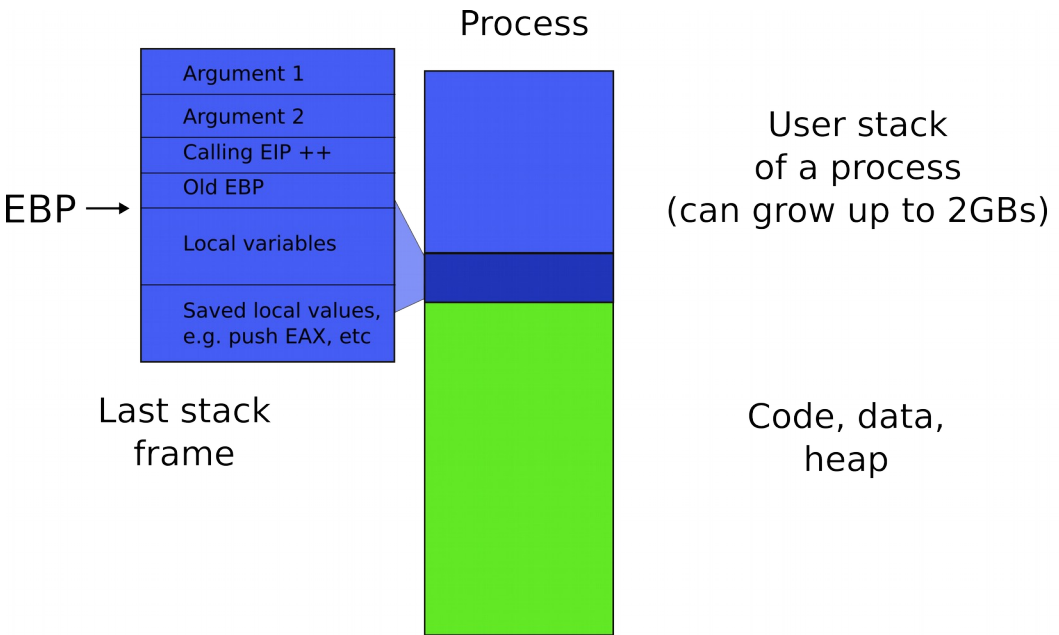 Process
Argument 1
Argument 2
Calling EIP ++
Old EBP
EBP
Local variables
Saved local values,
e.g. push EAX, etc
Last stack
frame
User stack
of a process
(can grow up to 2GBs)
Code, data,
heap